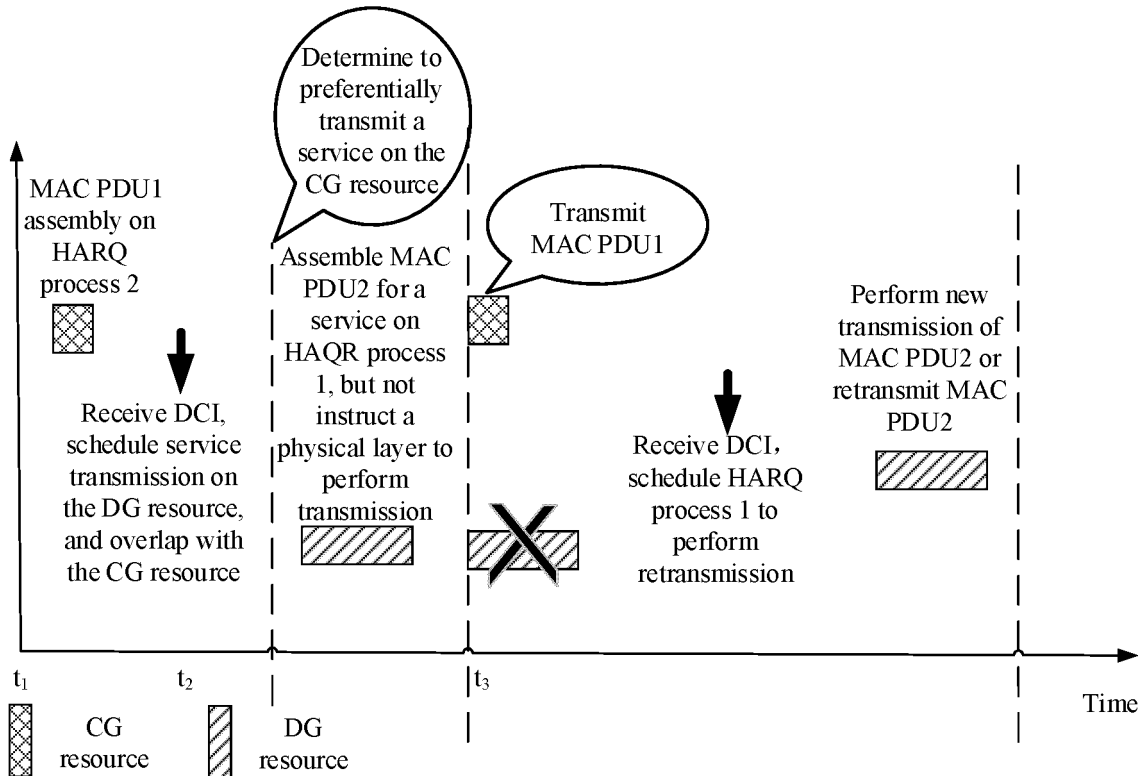 Determine to
preferentially
transmit a
service on the
CG resource
MAC PDU1
assembly on
HARQ
process 2
Transmit
MAC PDU1
Assemble MAC
PDU2 for a
service on
HAQR process
1, but not
instruct a
physical layer to
perform
transmission
Perform new
transmission of
MAC PDU2 or
retransmit MAC
PDU2
Receive DCI,
schedule service
transmission on
the DG resource,
and overlap with
the CG resource
Receive DCI,
schedule HARQ
process 1 to
perform
retransmission
t1
t2
t3
Time
CG
resource
DG
resource